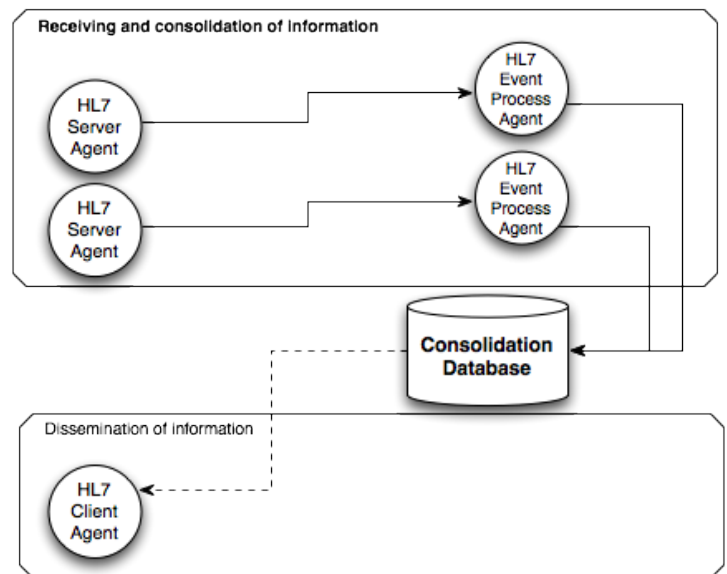 Receiving and consolidation of information
HL7
Server
Agent
HL7
Event
Process
Agent
HL7
Server
Agent
HL7
Event
Process
Agent
Consolidation
Database
Dissemination of information
HL7
Client
Agent